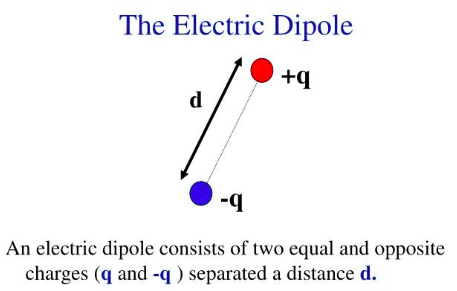 The Electric Dipole
+q
d
-q
An electric dipole consists of two equal and opposite
charges (q and -q ) separated a distance d.